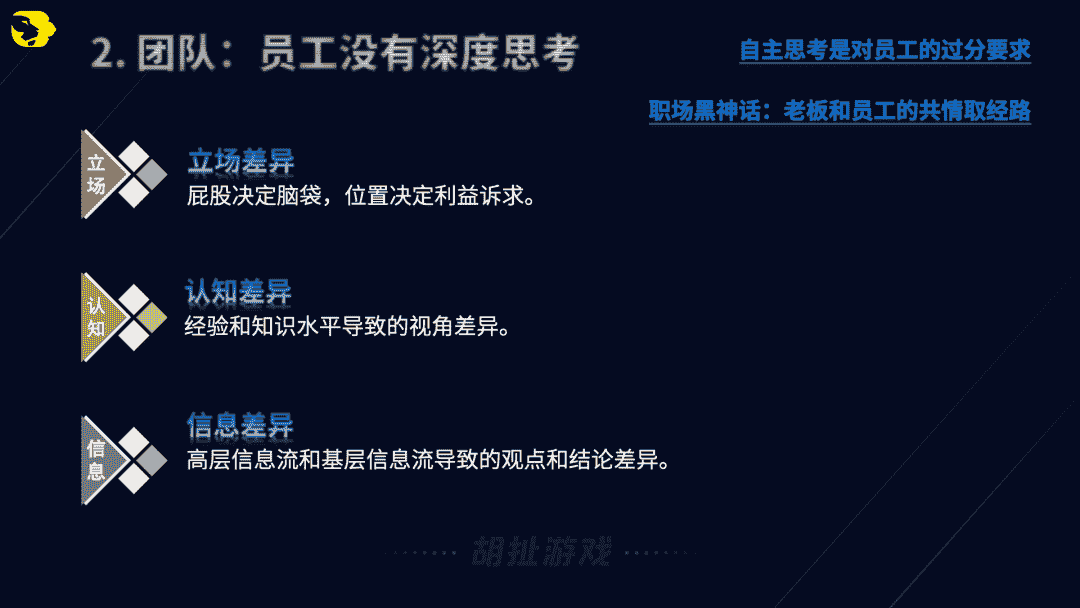 2. 团队：员工没有深度思考
自主思考是对员工的过分要求
职场黑神话：老板和员工的共情取经路
立场
立场差异
屁股决定脑袋，位置决定利益诉求。
认知
认知差异
经验和知识水平导致的视角差异。
信息
信息差异
高层信息流和基层信息流导致的观点和结论差异。
胡扯游戏